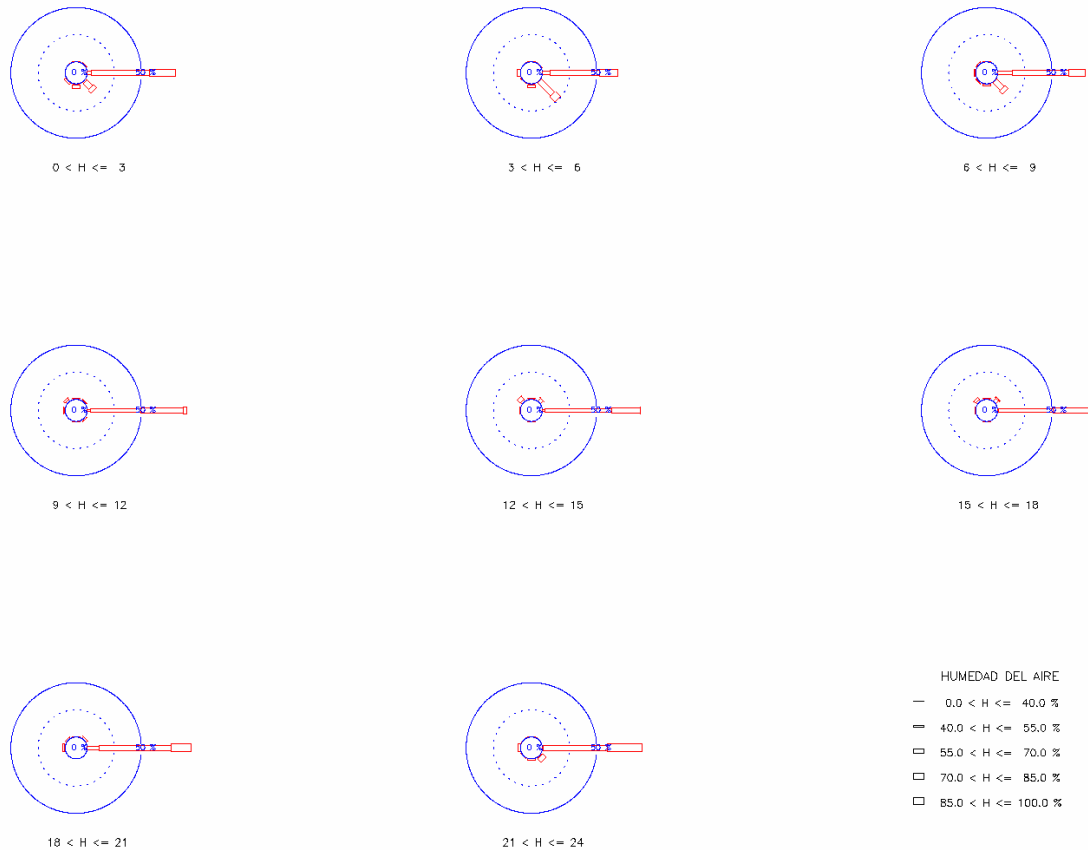 0 % 50 %
0 % 50 %
0 % 50 %
0 < H <= 3
3 < H <= 6
6 < H <= 9
0 % 50 %
0 % 50 %
0 % 50 %
9 < H <= 12
12 < H <= 15
15 < H <= 18
0 % 50 %
0 % 50 %
18 < H <= 21
21 < H <= 24
HUMEDAD DEL AIRE
0.0 < H <= 40.0 %
40.0 < H <= 55.0 %
55.0 < H <= 70.0 %
70.0 < H <= 85.0 %
85.0 < H <= 100.0 %